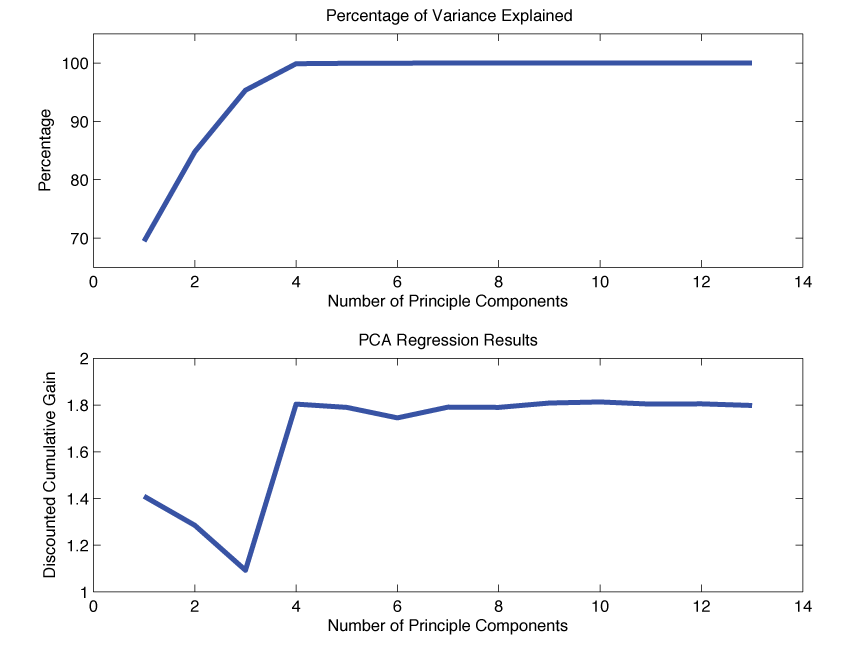 Percentage of Variance Explained
100
90
80
70
Percentage
0 2 4 6 8 10 12 14
Number of Principle Components
PCA Regression Results
2
1.8
1.6
1.4
1.2
1
Discounted Cumulative Gain
0 2 4 6 8 10 12 14
Number of Principle Components